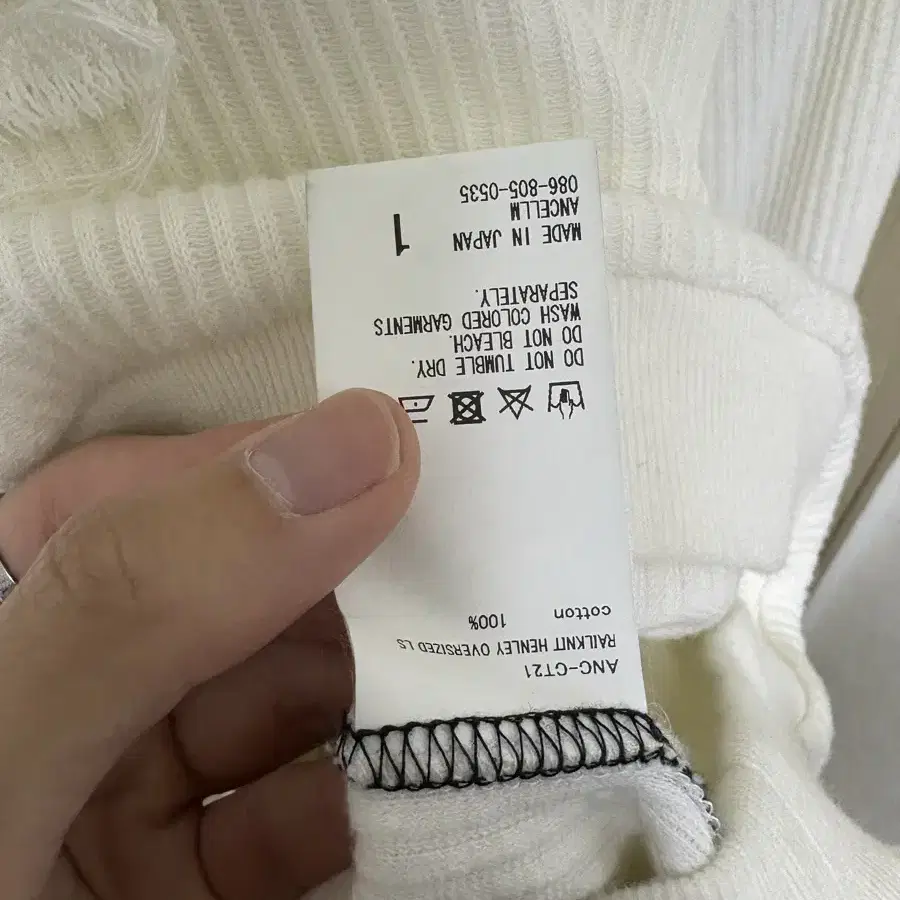 ANC-CT21
RAILKNIT HENLEY OVERSIZED LS
cotton 100%
DO NOT TUMBLE DRY.
DO NOT BLEACH.
WASH COLORED GARMENTS
SEPARATELY.
MADE IN JAPAN 1
ANCELLM
086-805-0535